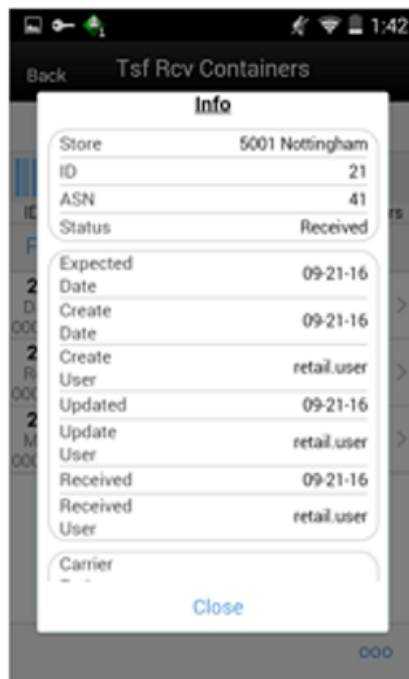 1:42
Back Tsf Rcv Containers
Info
Store 5001 Nottingham
ID 21
ASN 41
Status Received
Expected
Date 09-21-16
Create
Date 09-21-16
Create
User retail.user
Updated 09-21-16
Update
User retail.user
Received 09-21-16
Received
User retail.user
Carrier
Close